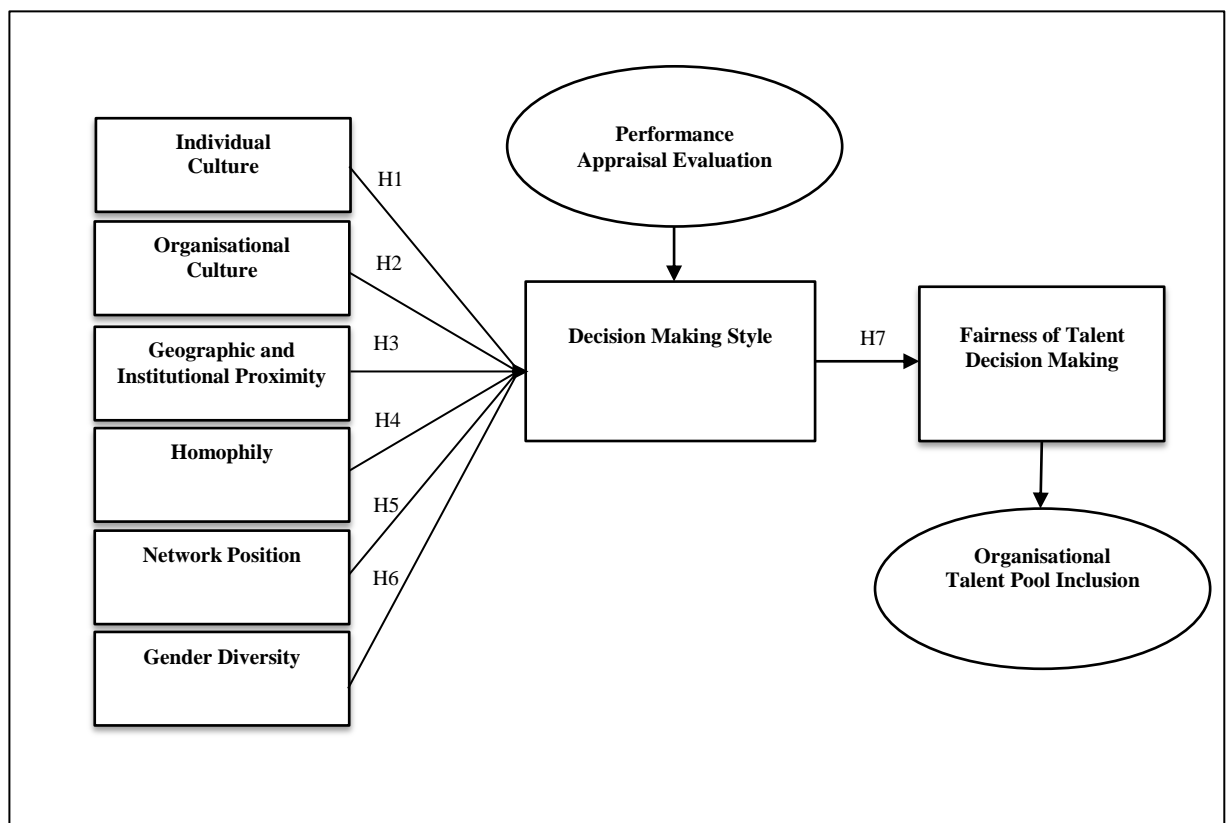 Individual
Culture
H1
Organisational
Culture
H2
Geographic and
Institutional Proximity
H3
Homophily
H4
Network Position
H5
Gender Diversity
H6
Performance
Appraisal Evaluation
Decision Making Style
H7
Fairness of Talent
Decision Making
Organisational
Talent Pool Inclusion